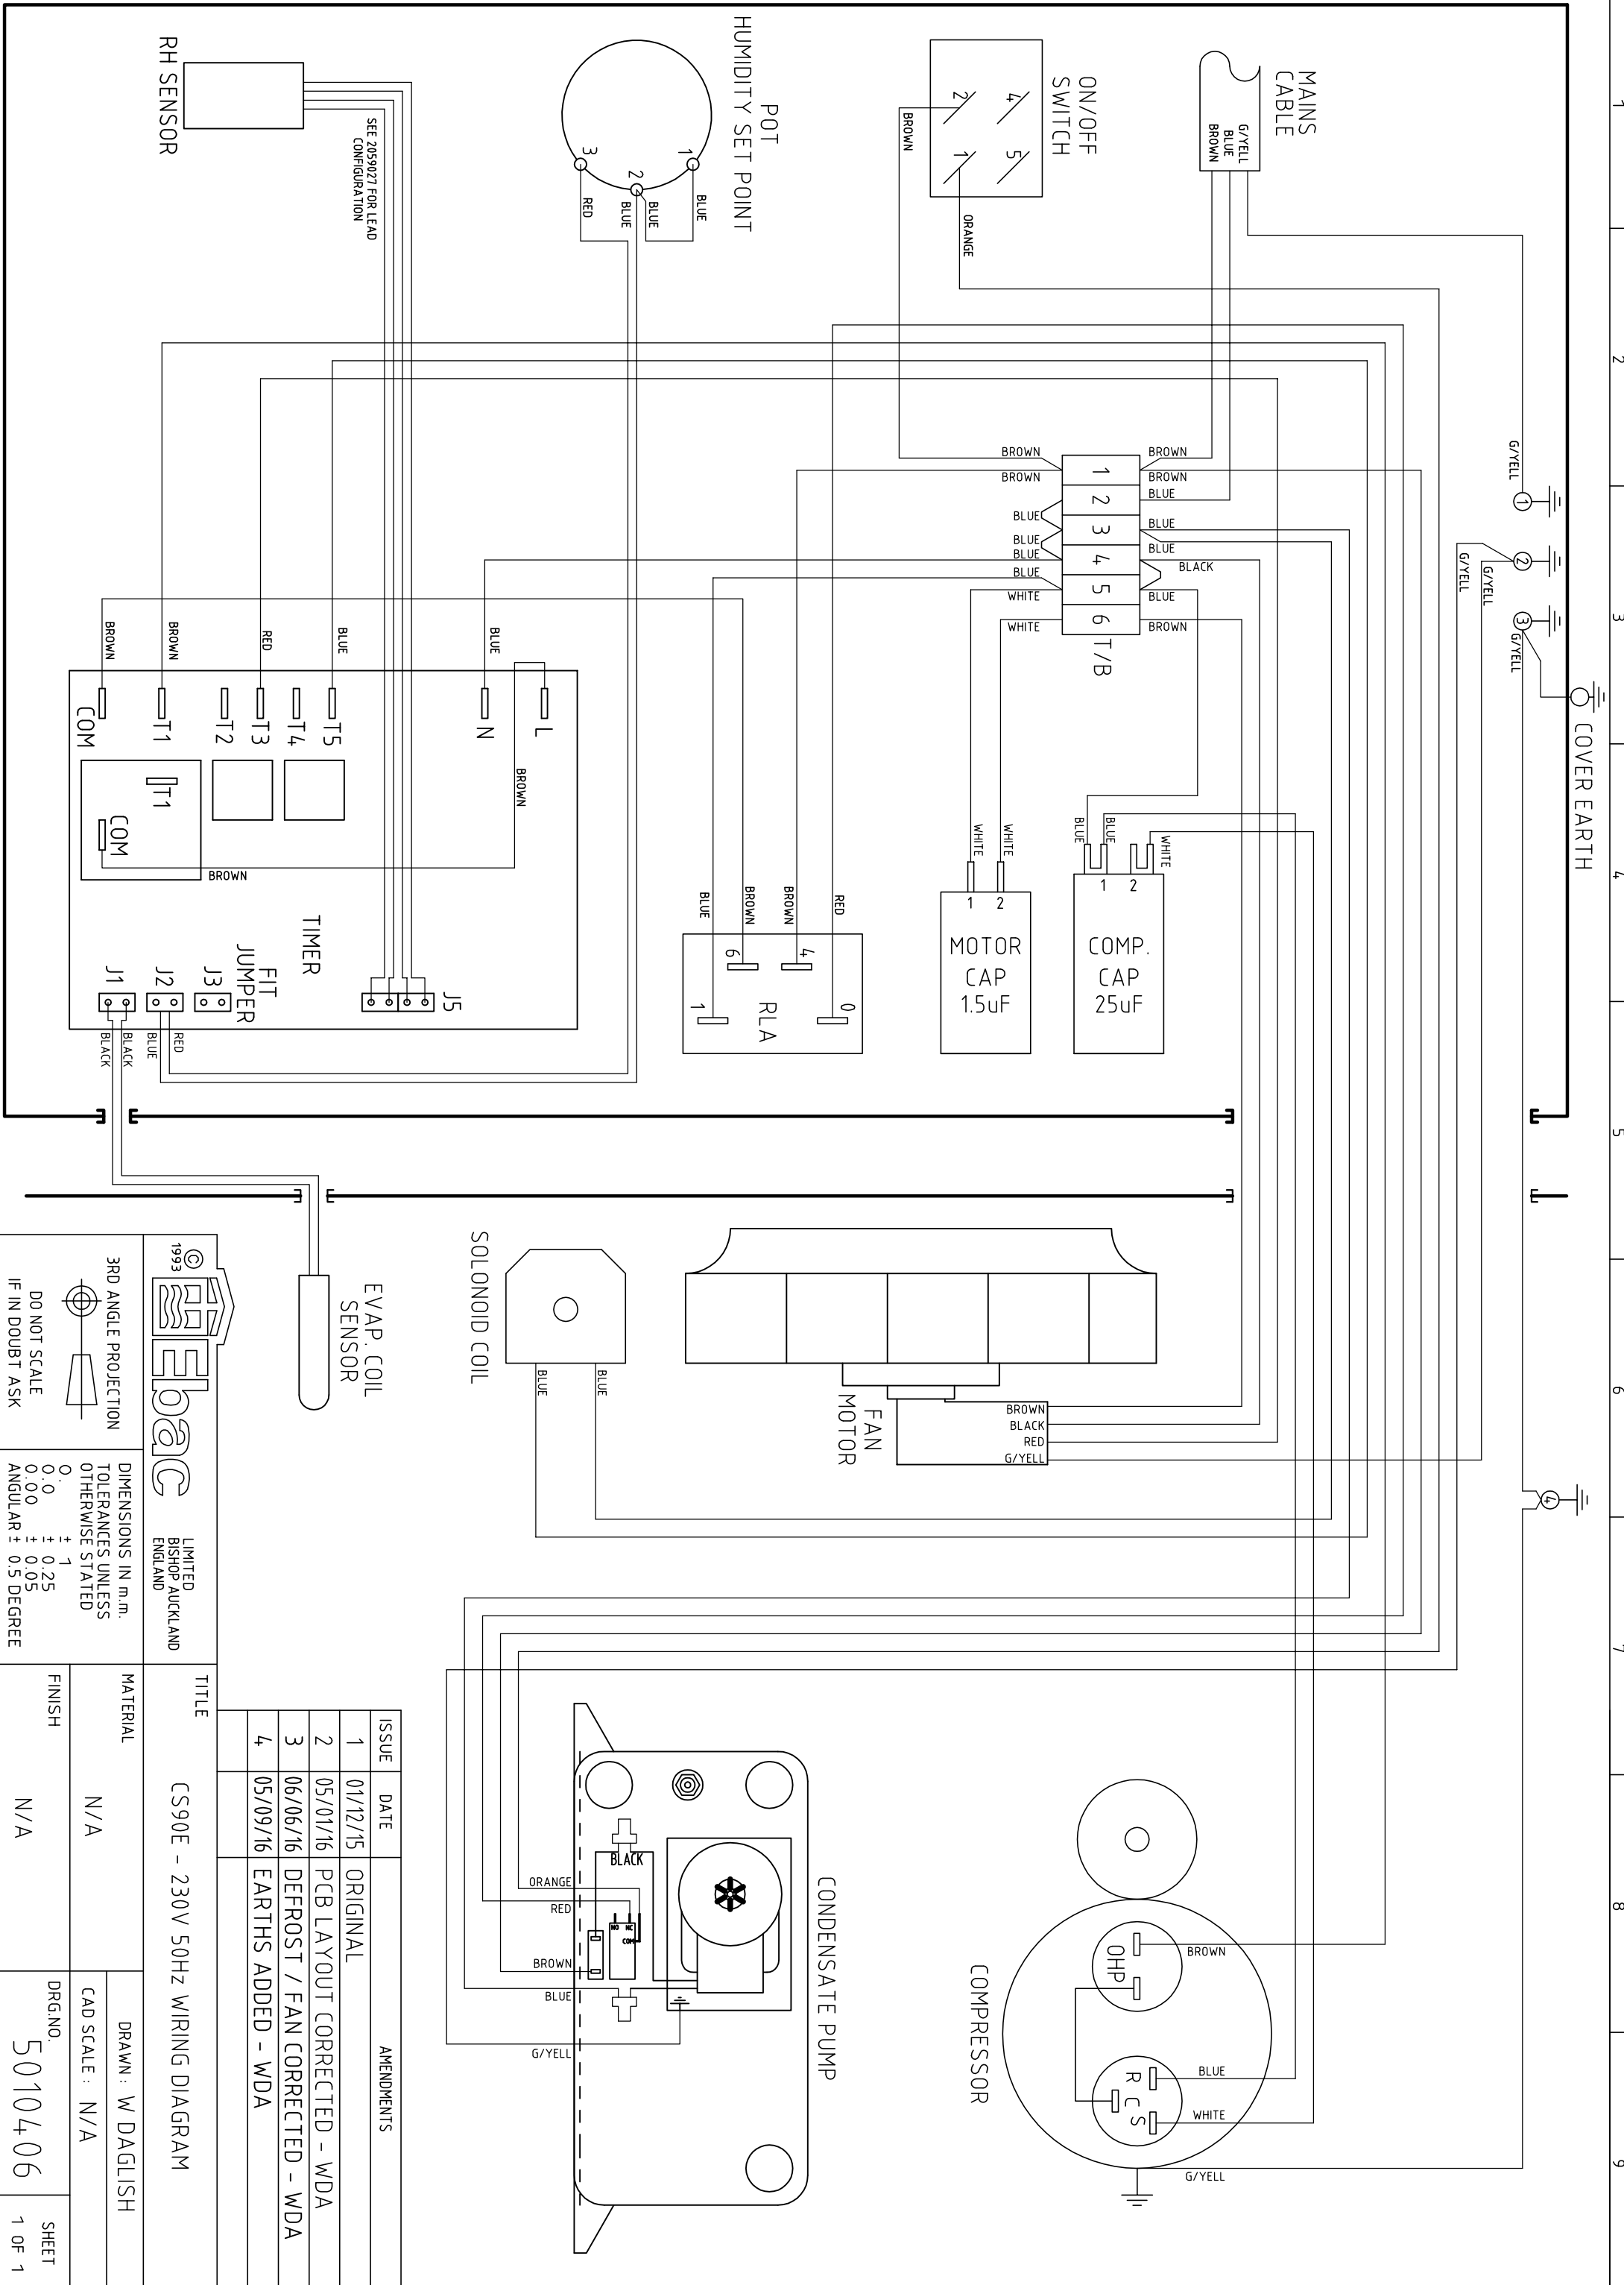 1
2
3
4
5
6
7
8
9
MAINS
CABLE
G/YELL
BLUE
BROWN
ON/OFF
SWITCH
4
5
2
1
BROWN
ORANGE
POT
HUMIDITY SET POINT
1
2
3
BLUE
BLUE
BLUE
RED
RH SENSOR
SEE 2059027 FOR LEAD
CONFIGURATION
G/YELL
1
2
3
G/YELL
G/YELL
G/YELL
COVER EARTH
BROWN
BROWN
BLUE
BLUE
BLUE
BLACK
BLUE
BROWN
1
2
3
4
5
6
T/B
BROWN
BROWN
BLUE
BLUE
BLUE
BLUE
WHITE
WHITE
BLUE
BLUE
WHITE
1
2
COMP.
CAP
25uF
WHITE
WHITE
1
2
MOTOR
CAP
1.5uF
RED
BROWN
BROWN
BLUE
4
6
0
1
RLA
BLUE
BLUE
RED
BROWN
BROWN
L
N
T5
T4
T3
T2
T1
COM
BROWN
T1
COM
BROWN
TIMER
FIT
JUMPER
J5
J3
J2
J1
RED
BLUE
BLACK
BLACK
EVAP. COIL
SENSOR
SOLONOID COIL
BLUE
BLUE
FAN
MOTOR
BROWN
BLACK
RED
G/YELL
4
CONDENSATE PUMP
BLACK
NO
NC
COM
ORANGE
RED
BROWN
BLUE
G/YELL
COMPRESSOR
OHP
BROWN
R
C
S
BLUE
WHITE
G/YELL
ISSUE DATE AMENDMENTS
1 01/12/15 ORIGINAL
2 05/01/16 PCB LAYOUT CORRECTED - WDA
3 06/06/16 DEFROST / FAN CORRECTED - WDA
4 05/09/16 EARTHS ADDED - WDA
© 1993
Ebac
LIMITED
BISHOP AUCKLAND
ENGLAND
TITLE
CS90E - 230V 50Hz WIRING DIAGRAM
3RD ANGLE PROJECTION
DO NOT SCALE
IF IN DOUBT ASK
DIMENSIONS IN m.m.
TOLERANCES UNLESS
OTHERWISE STATED
0. ± 1
0.0 ± 0.25
0.00 ± 0.05
ANGULAR ± 0.5 DEGREE
MATERIAL
N/A
FINISH
N/A
DRAWN: W DAGLISH
CAD SCALE: N/A
DRG.NO.
5010406
SHEET
1 OF 1